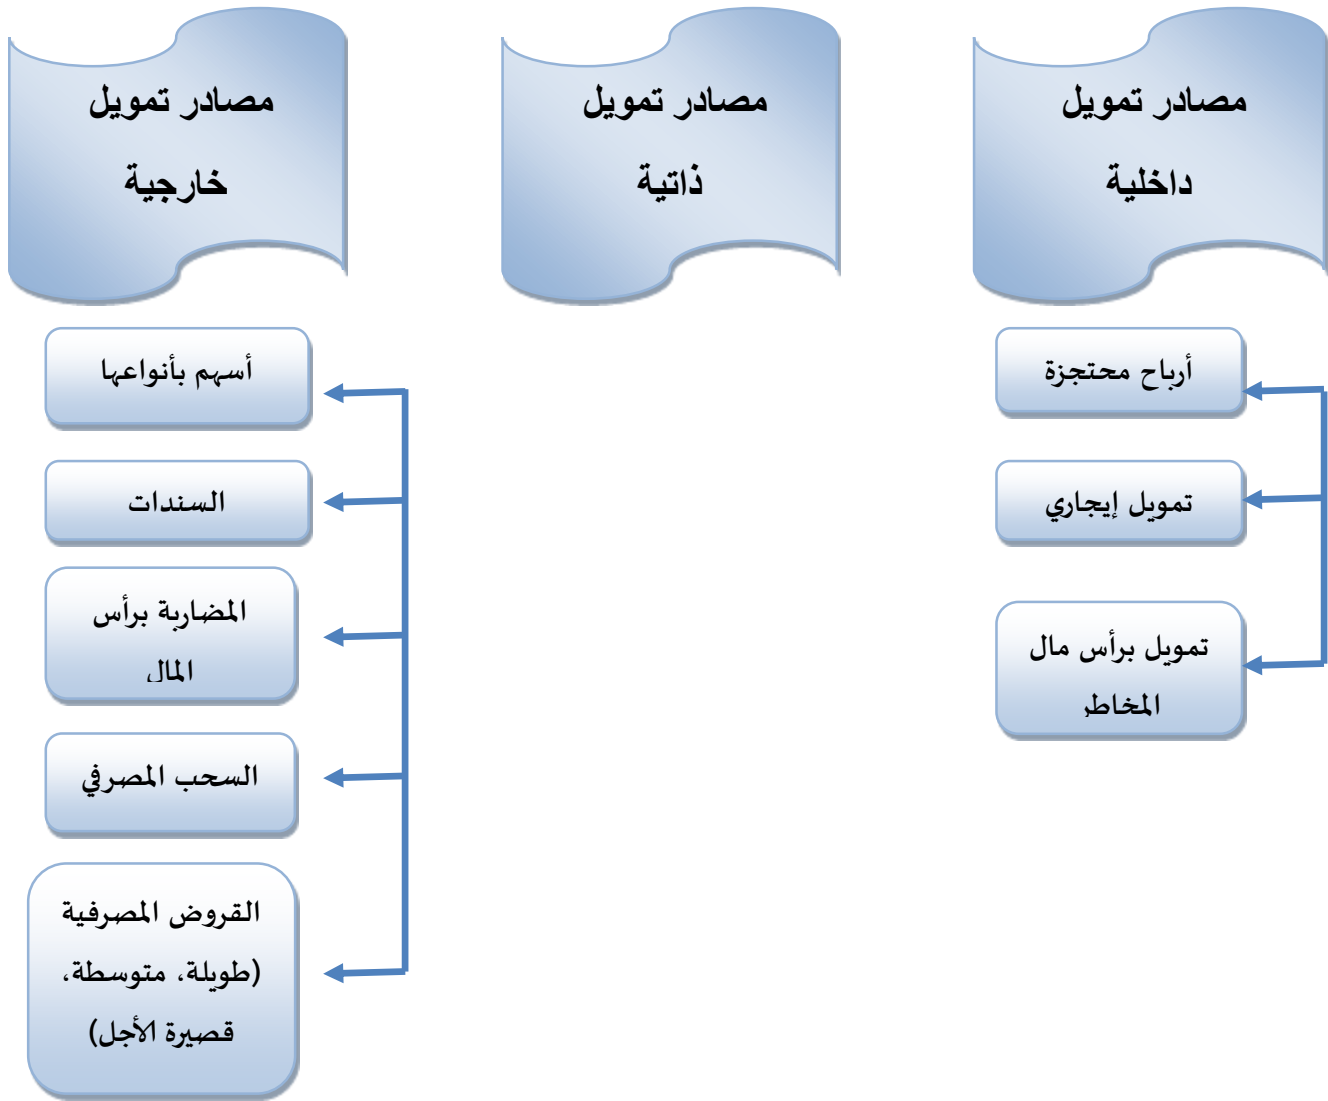 مصادر تمويل
داخلية
مصادر تمويل
ذاتية
مصادر تمويل
خارجية
أرباح محتجزة
تمويل إيجاري
تمويل برأس مال
المخاطر
أسهم بأنواعها
السندات
المضاربة برأس
المال
السحب المصرفي
القروض المصرفية
(طويلة، متوسطة،
قصيرة الأجل)